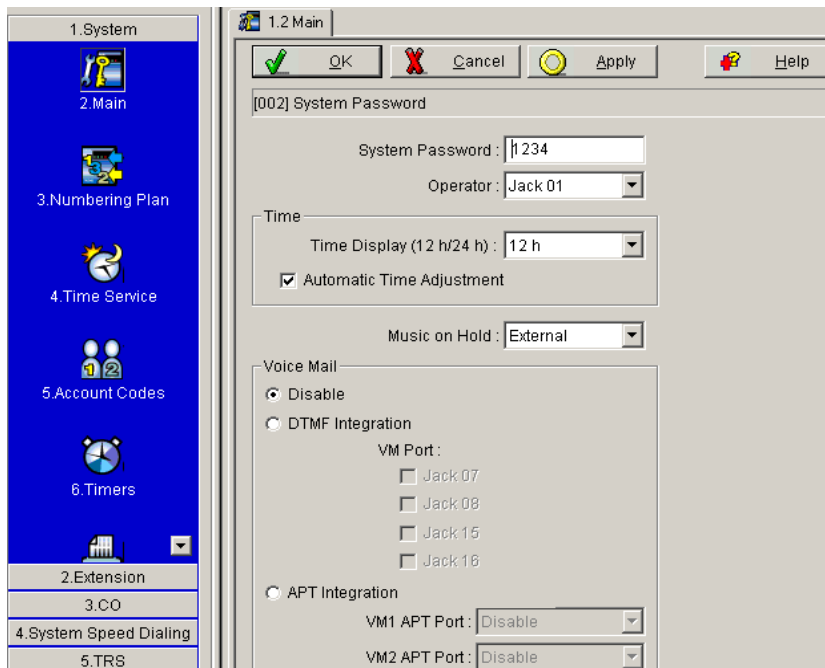 1.System
2.Main
3.Numbering Plan
4.Time Service
5.Account Codes
6.Timers
2.Extension
3.CO
4.System Speed Dialing
5.TRS
1.2 Main
OK Cancel Apply Help
[002] System Password
System Password : 1234
Operator : Jack 01
Time
Time Display (12 h/24 h) : 12 h
Automatic Time Adjustment
Music on Hold : External
Voice Mail
Disable
DTMF Integration
VM Port :
Jack 07
Jack 08
Jack 15
Jack 16
APT Integration
VM1 APT Port : Disable
VM2 APT Port : Disable